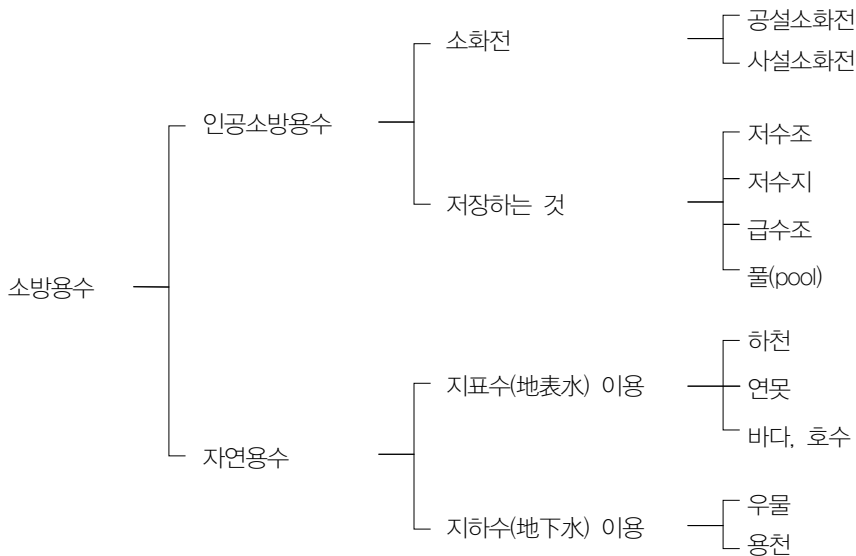 소방용수
인공소방용수
소화전
공설소화전
사설소화전
저장하는 것
저수조
저수지
급수조
풀(pool)
자연용수
지표수(地表水) 이용
하천
연못
바다, 호수
지하수(地下水) 이용
우물
용천